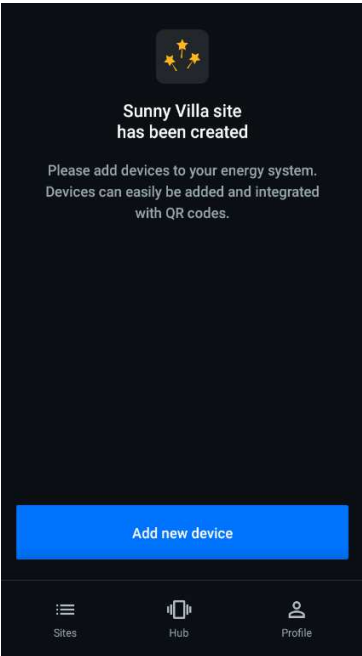 Sunny Villa site
has been created
Please add devices to your energy system.
Devices can easily be added and integrated
with QR codes.
Add new device
Sites
Hub
Profile